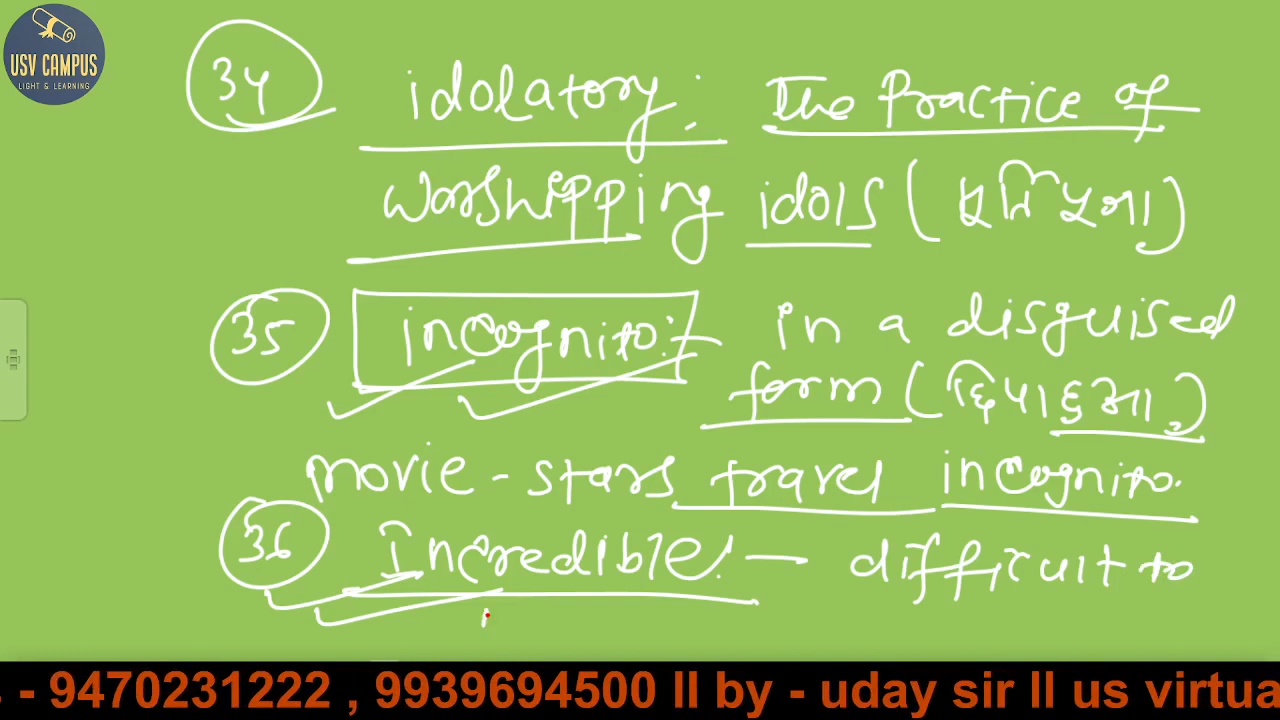 USV CAMPUS
LIGHT & LEARNING
34 idolatory: The Practice of
worshipping idols (मूर्ति पूजा)
35 incognito:- in a disguised
form (छिपा हुआ)
movie-stars travel incognito.
36 Incredible:- difficult to
- 9470231222 , 9939694500 ll by - uday sir ll us virtua